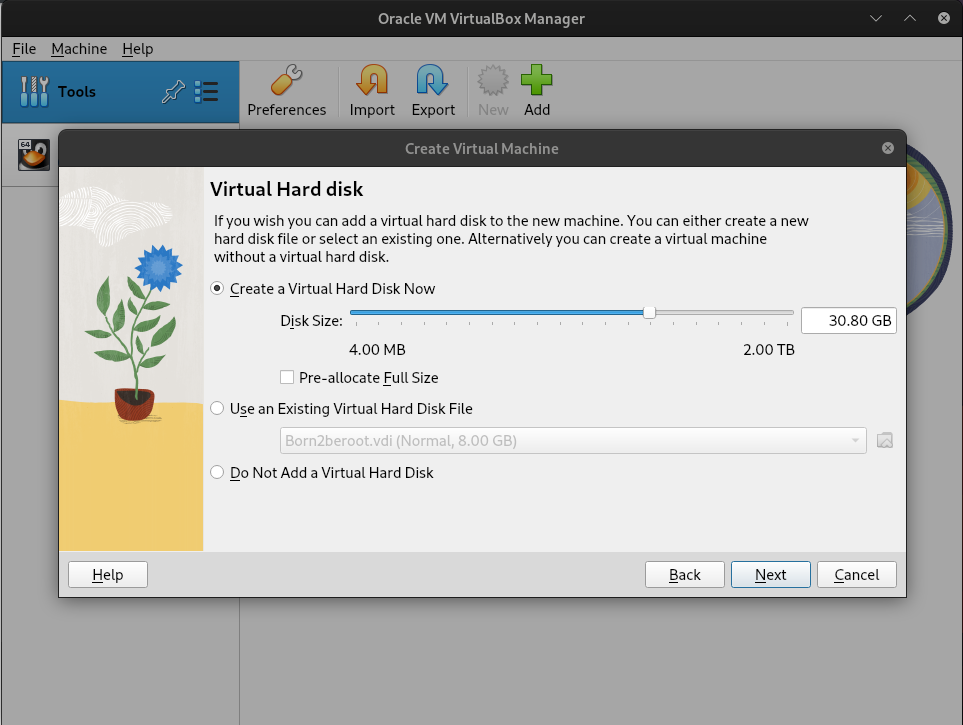 Oracle VM VirtualBox Manager
File Machine Help
Tools
Preferences Import Export New Add
64
Create Virtual Machine
Virtual Hard disk
If you wish you can add a virtual hard disk to the new machine. You can either create a new
hard disk file or select an existing one. Alternatively you can create a virtual machine
without a virtual hard disk.
Create a Virtual Hard Disk Now
Disk Size: 30.80 GB
4.00 MB 2.00 TB
Pre-allocate Full Size
Use an Existing Virtual Hard Disk File
Born2beroot.vdi (Normal, 8.00 GB)
Do Not Add a Virtual Hard Disk
Help Back Next Cancel